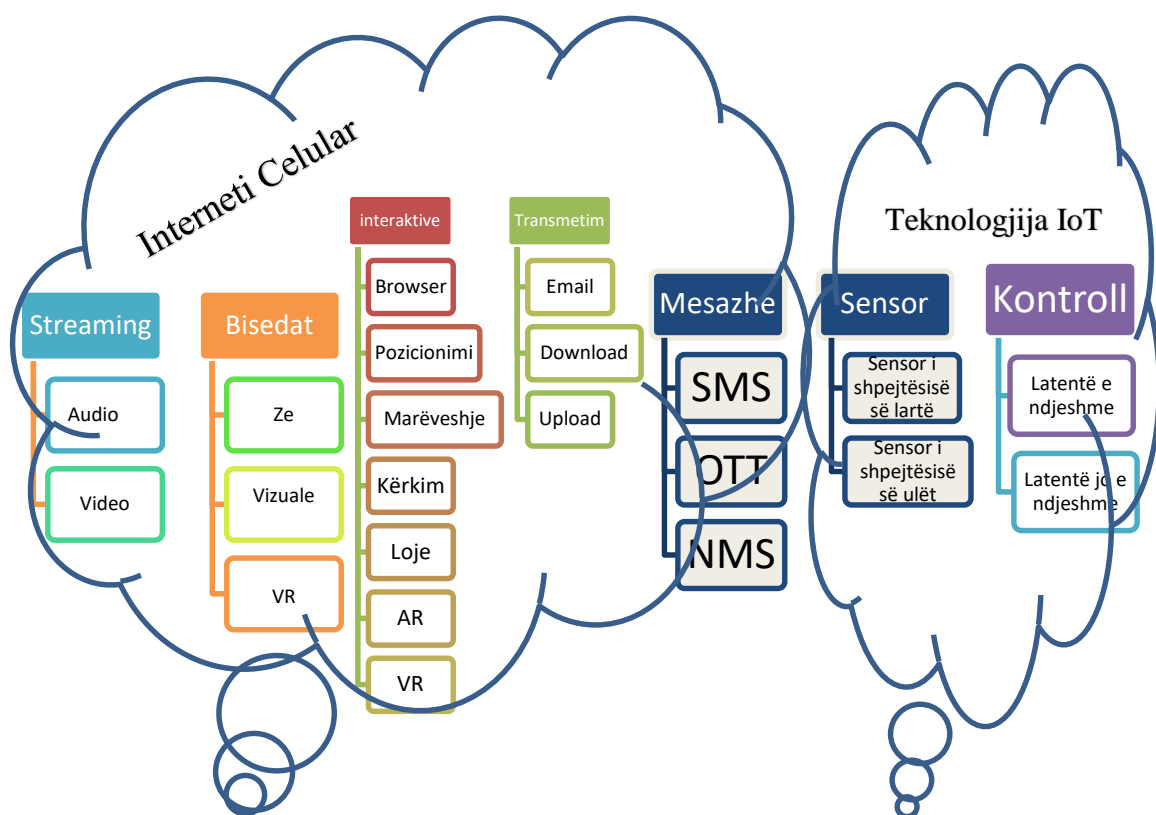 Interneti Celular
Streaming
Audio
Video
Bisedat
Ze
Vizuale
VR
interaktive
Browser
Pozicionimi
Marëveshje
Kërkim
Loje
AR
VR
Transmetim
Email
Download
Upload
Mesazhe
SMS
OTT
NMS
Teknologjija IoT
Sensor
Sensor i
shpejtësisë
së lartë
Sensor i
shpejtësisë
së ulët
Kontroll
Latentë e
ndjeshme
Latentë jo e
ndjeshme